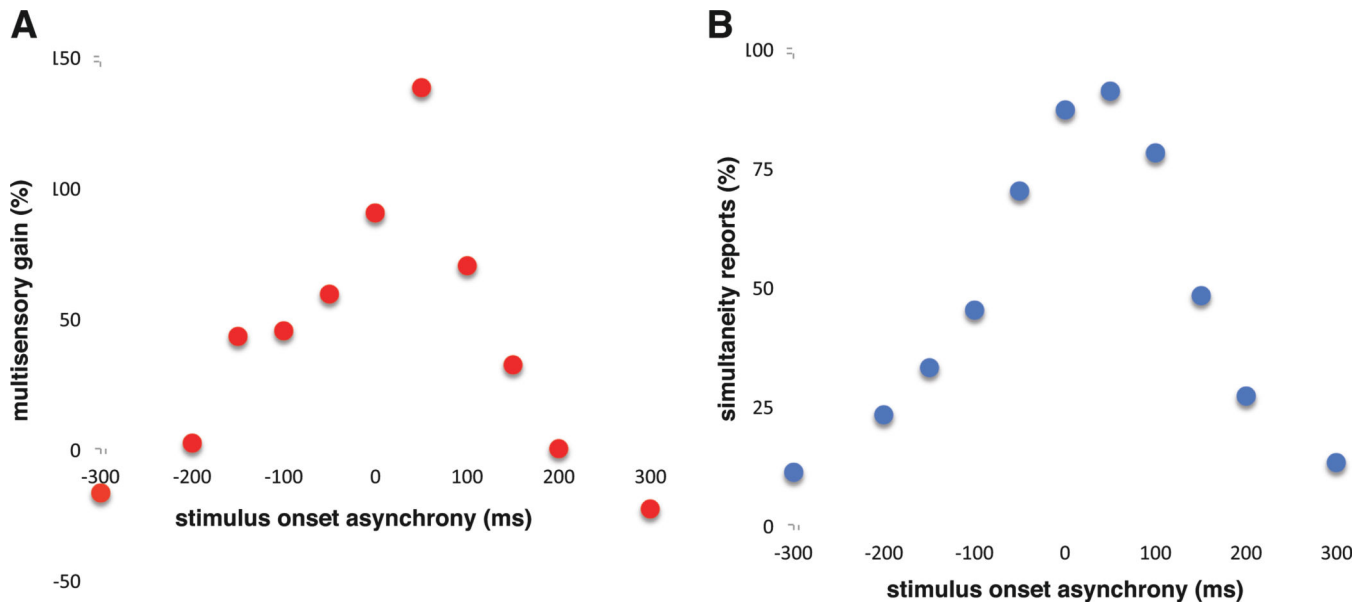 A
150
100
50
0
-50
-300 -200 -100 0 100 200 300
stimulus onset asynchrony (ms)
multisensory gain (%)
B
100
75
50
25
0
-300 -200 -100 0 100 200 300
stimulus onset asynchrony (ms)
simultaneity reports (%)